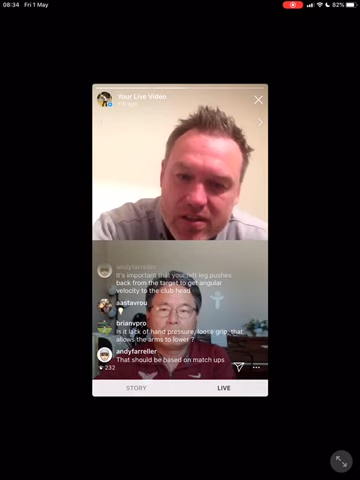 08:34 Fri 1 May
82%
Your Live Video
andyfarreller
It's important that your left leg pushes
back from the target to get angular
velocity to the club head
aastavrou
brianvpro
Is it lack of hand pressure, loose grip, that
allows the arms to lower ?
andyfarreller
That should be based on match ups
232
STORY LIVE